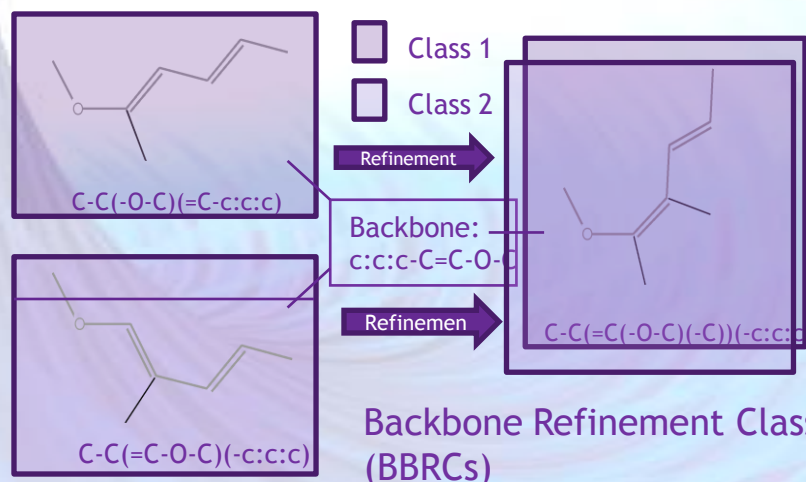 O
C-C(-O-C)(=C-c:c:c)
Class 1
Class 2
Refinement
Backbone:
c:c:c-C=C-O-C
Refinemen
O
C-C(=C-O-C)(-c:c:c)
O
C-C(=C(-O-C)(-C))(-c:c:c
Backbone Refinement Class
(BBRCs)